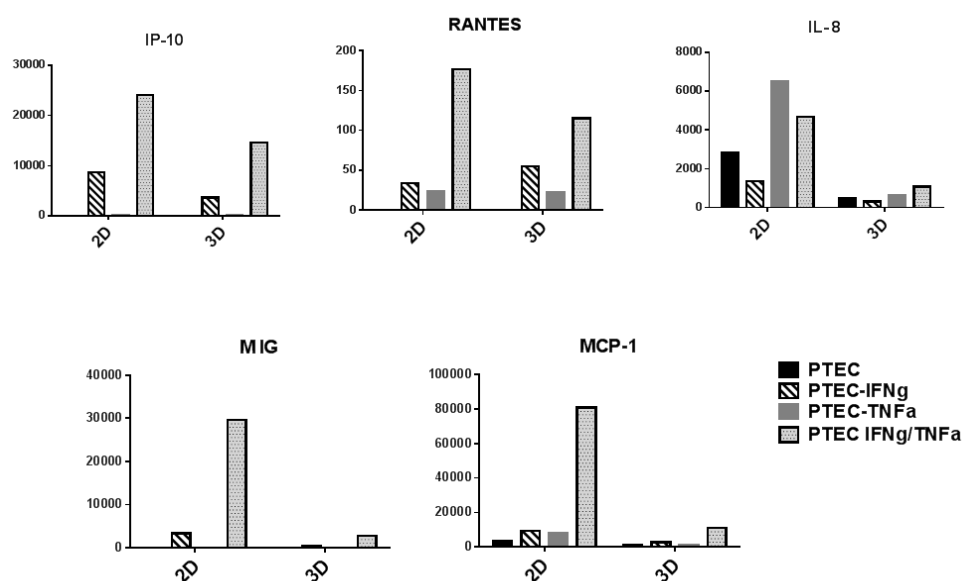 IP-10
30000
20000
10000
0
2D
3D
RANTES
200
150
100
50
0
2D
3D
IL-8
8000
6000
4000
2000
0
2D
3D
MIG
40000
30000
20000
10000
0
2D
3D
MCP-1
100000
80000
60000
40000
20000
0
2D
3D
PTEC
PTEC-IFNg
PTEC-TNFa
PTEC IFNg/TNFa